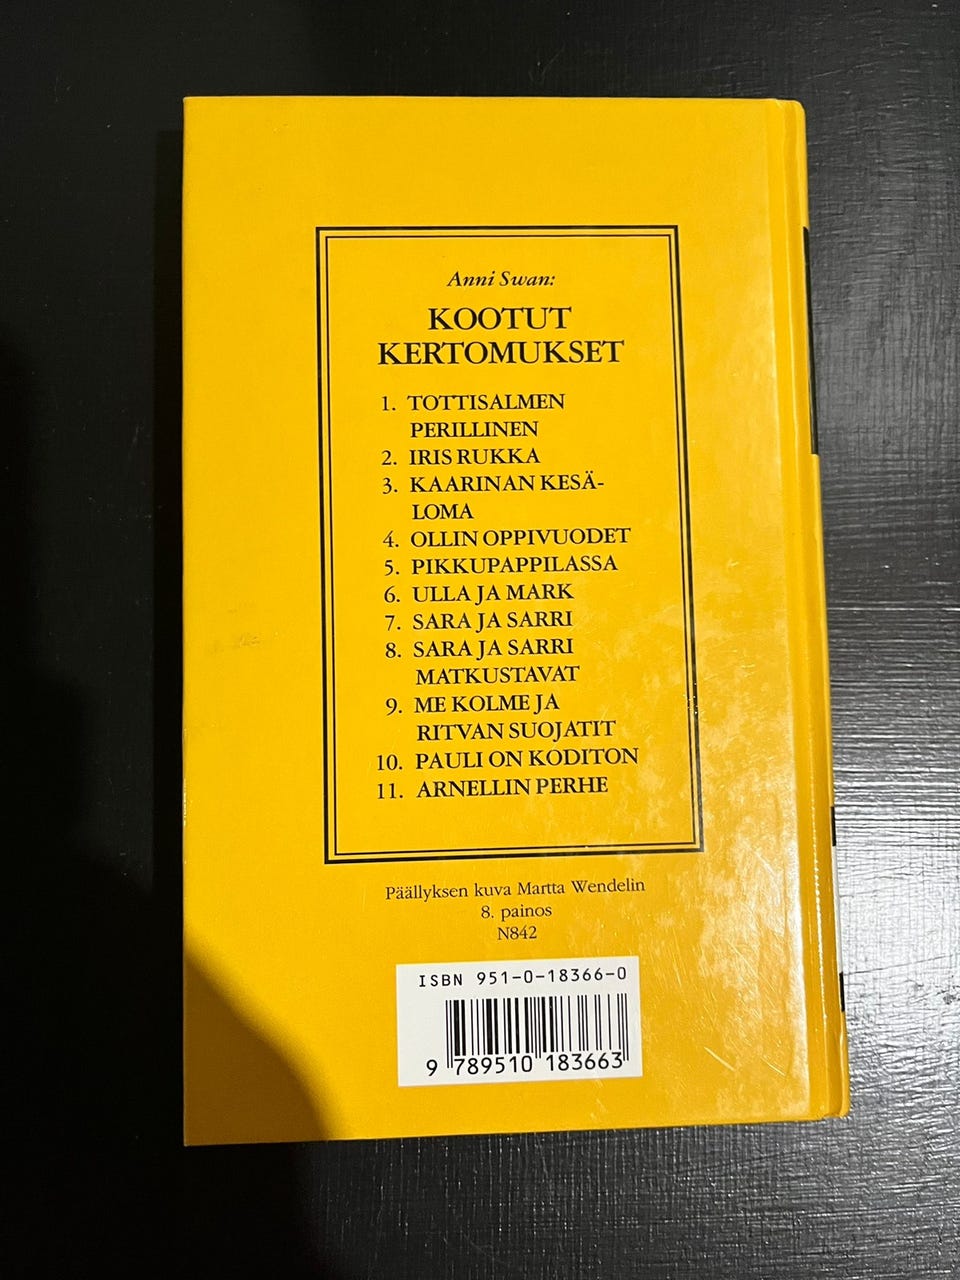 Anni Swan:
KOOTUT
KERTOMUKSET
1. TOTTISALMEN
PERILLINEN
2. IRIS RUKKA
3. KAARINAN KESÄ-
LOMA
4. OLLIN OPPIVUODET
5. PIKKUPAPPILASSA
6. ULLA JA MARK
7. SARA JA SARRI
8. SARA JA SARRI
MATKUSTAVAT
9. ME KOLME JA
RITVAN SUOJATIT
10. PAULI ON KODITON
11. ARNELLIN PERHE
Päällyksen kuva Martta Wendelin
8. painos
N842
ISBN 951-0-18366-0
9 789510 183663